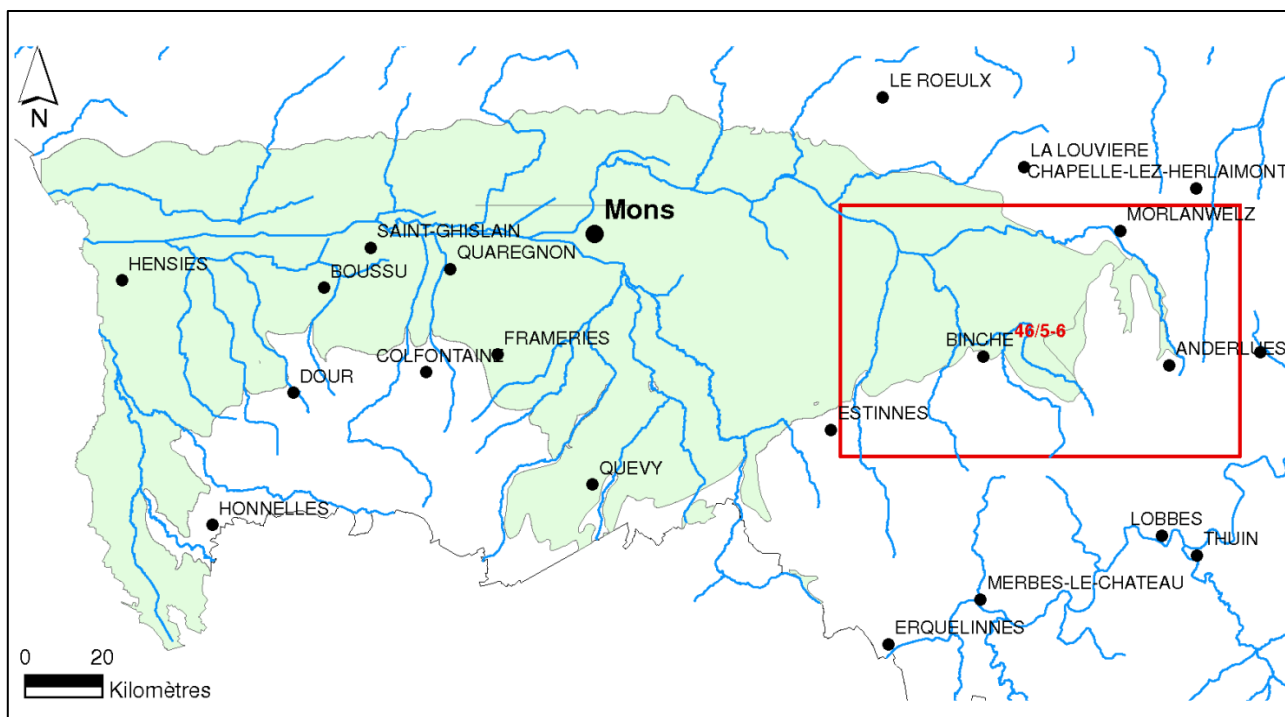 N
LE ROEULX
LA LOUVIERE
CHAPELLE-LEZ-HERLAIMONT
Mons
MORLANWELZ
SAINT-GHISLAIN
QUAREGNON
HENSIES
BOUSSU
46/5-6
BINCHE
FRAMERIES
COLFONTAINE
ANDERLUES
DOUR
ESTINNES
QUEVY
HONNELLES
LOBBES
THUIN
MERBES-LE-CHATEAU
ERQUELINNES
0 20
Kilomètres